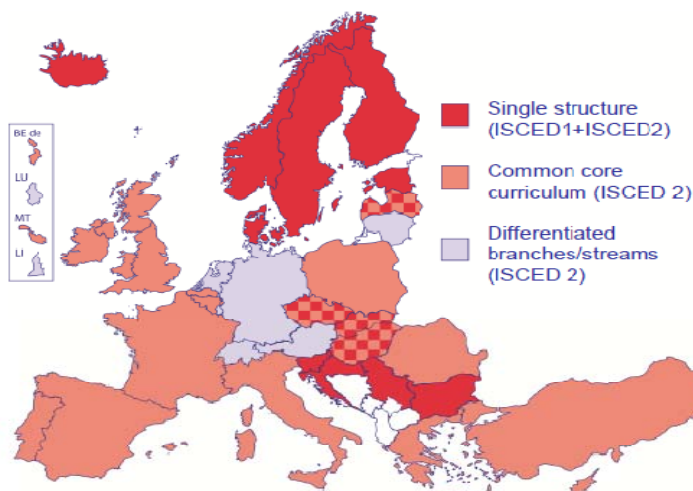 Single structure
(ISCED1+ISCED2)
Common core
curriculum (ISCED 2)
Differentiated
branches/streams
(ISCED 2)
BE de
LU
MT
LI